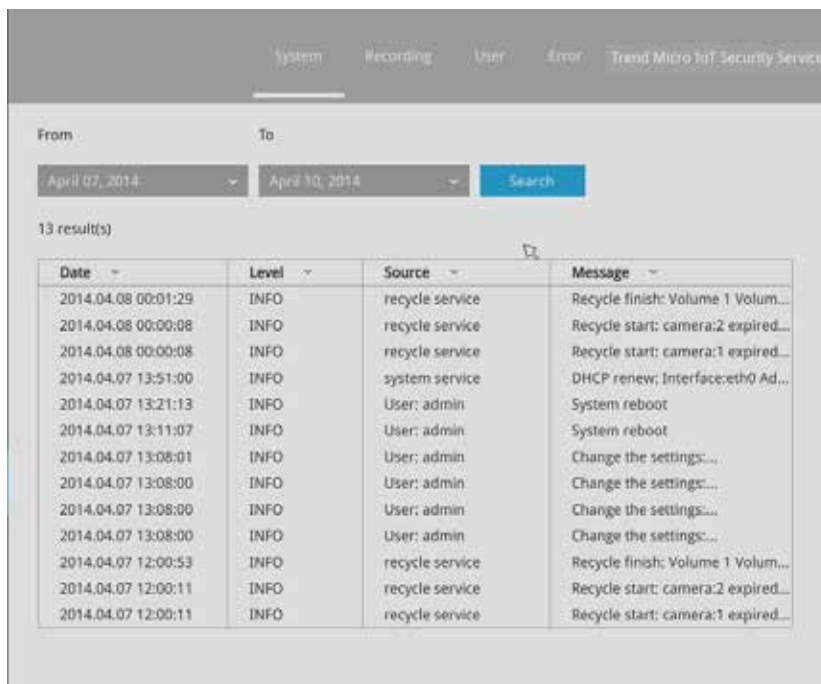 System Recording User Error Trend Micro IoT Security Service
From To
April 07, 2014 April 10, 2014 Search
13 result(s)
Date Level Source Message
2014.04.08 00:01:29 INFO recycle service Recycle finish: Volume 1 Volum...
2014.04.08 00:00:08 INFO recycle service Recycle start: camera:2 expired...
2014.04.08 00:00:08 INFO recycle service Recycle start: camera:1 expired...
2014.04.07 13:51:00 INFO system service DHCP renew: Interface:eth0 Ad...
2014.04.07 13:21:13 INFO User: admin System reboot
2014.04.07 13:11:07 INFO User: admin System reboot
2014.04.07 13:08:01 INFO User: admin Change the settings:...
2014.04.07 13:08:00 INFO User: admin Change the settings:...
2014.04.07 13:08:00 INFO User: admin Change the settings:...
2014.04.07 13:08:00 INFO User: admin Change the settings:...
2014.04.07 12:00:53 INFO recycle service Recycle finish: Volume 1 Volum...
2014.04.07 12:00:11 INFO recycle service Recycle start: camera:2 expired...
2014.04.07 12:00:11 INFO recycle service Recycle start: camera:1 expired...